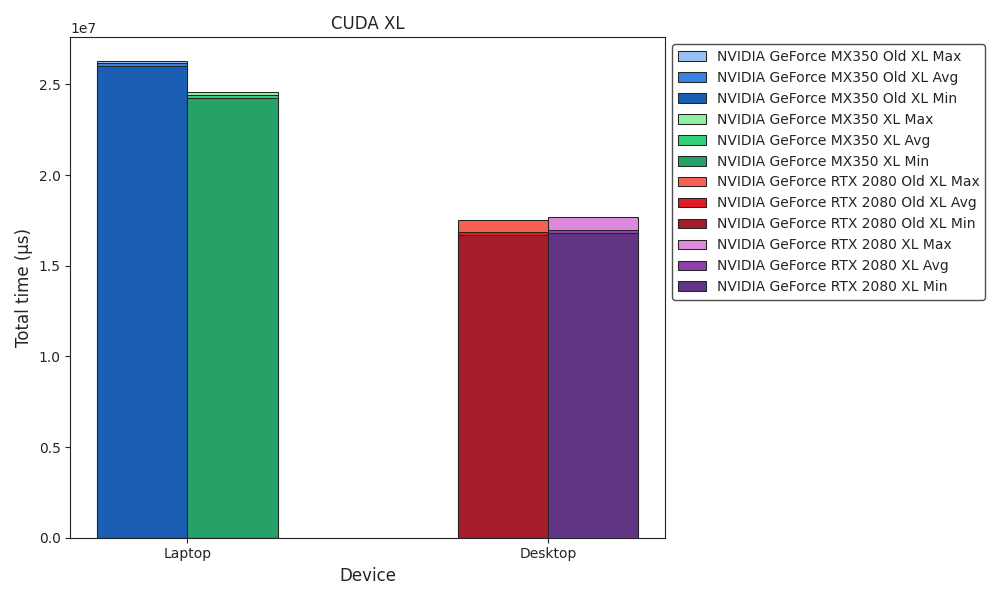 CUDA XL
1e7
2.5
2.0
1.5
1.0
0.5
0.0
Total time (µs)
Laptop
Desktop
Device
NVIDIA GeForce MX350 Old XL Max
NVIDIA GeForce MX350 Old XL Avg
NVIDIA GeForce MX350 Old XL Min
NVIDIA GeForce MX350 XL Max
NVIDIA GeForce MX350 XL Avg
NVIDIA GeForce MX350 XL Min
NVIDIA GeForce RTX 2080 Old XL Max
NVIDIA GeForce RTX 2080 Old XL Avg
NVIDIA GeForce RTX 2080 Old XL Min
NVIDIA GeForce RTX 2080 XL Max
NVIDIA GeForce RTX 2080 XL Avg
NVIDIA GeForce RTX 2080 XL Min